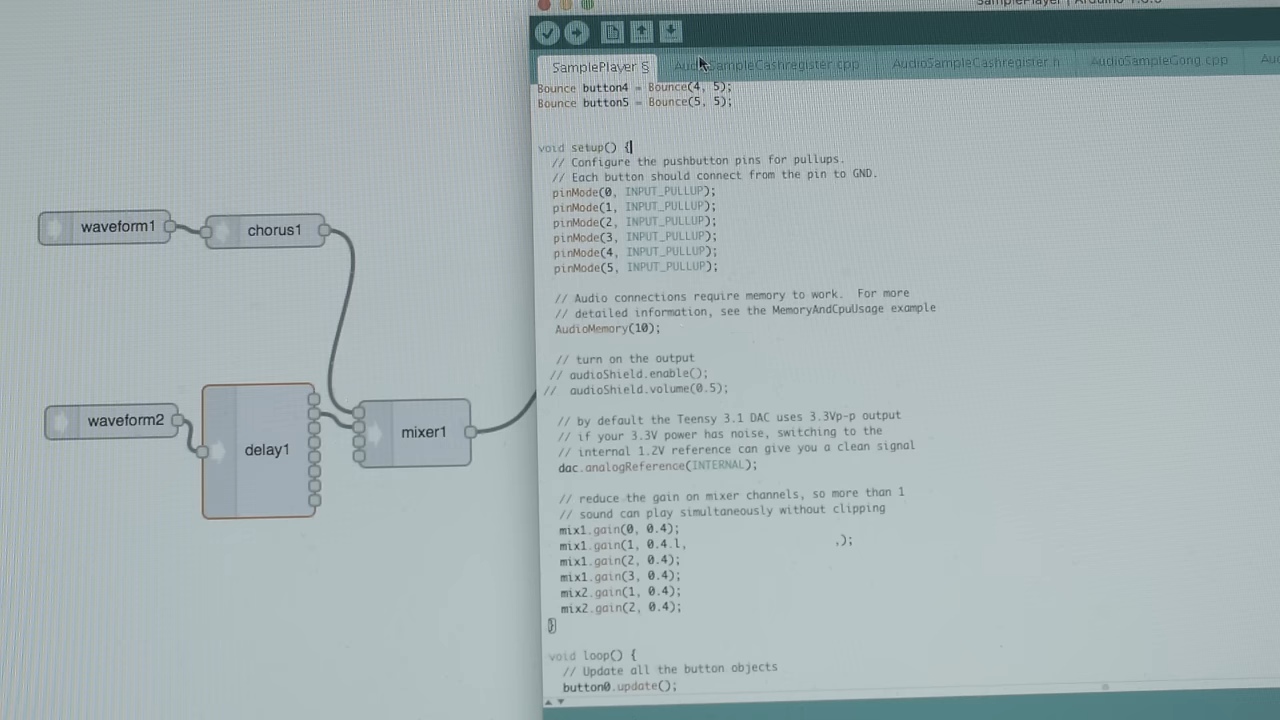 waveform1
chorus1
waveform2
delay1
mixer1
SamplePlayer §
AudioSampleCashregister.cpp
AudioSampleCashregister.h
AudioSampleGong.cpp
Bounce button4 = Bounce(4, 5);
Bounce button5 = Bounce(5, 5);
void setup() {
// Configure the pushbutton pins for pullups.
// Each button should connect from the pin to GND.
pinMode(0, INPUT_PULLUP);
pinMode(1, INPUT_PULLUP);
pinMode(2, INPUT_PULLUP);
pinMode(3, INPUT_PULLUP);
pinMode(4, INPUT_PULLUP);
pinMode(5, INPUT_PULLUP);
// Audio connections require memory to work. For more
// detailed information, see the MemoryAndCpuUsage example
AudioMemory(10);
// turn on the output
// audioShield.enable();
// audioShield.volume(0.5);
// by default the Teensy 3.1 DAC uses 3.3Vp-p output
// if your 3.3V power has noise, switching to the
// internal 1.2V reference can give you a clean signal
dac.analogReference(INTERNAL);
// reduce the gain on mixer channels, so more than 1
// sound can play simultaneously without clipping
mix1.gain(0, 0.4);
mix1.gain(1, 0.4.l, ,);
mix1.gain(2, 0.4);
mix1.gain(3, 0.4);
mix2.gain(1, 0.4);
mix2.gain(2, 0.4);
}
void loop() {
// Update all the button objects
button0.update();